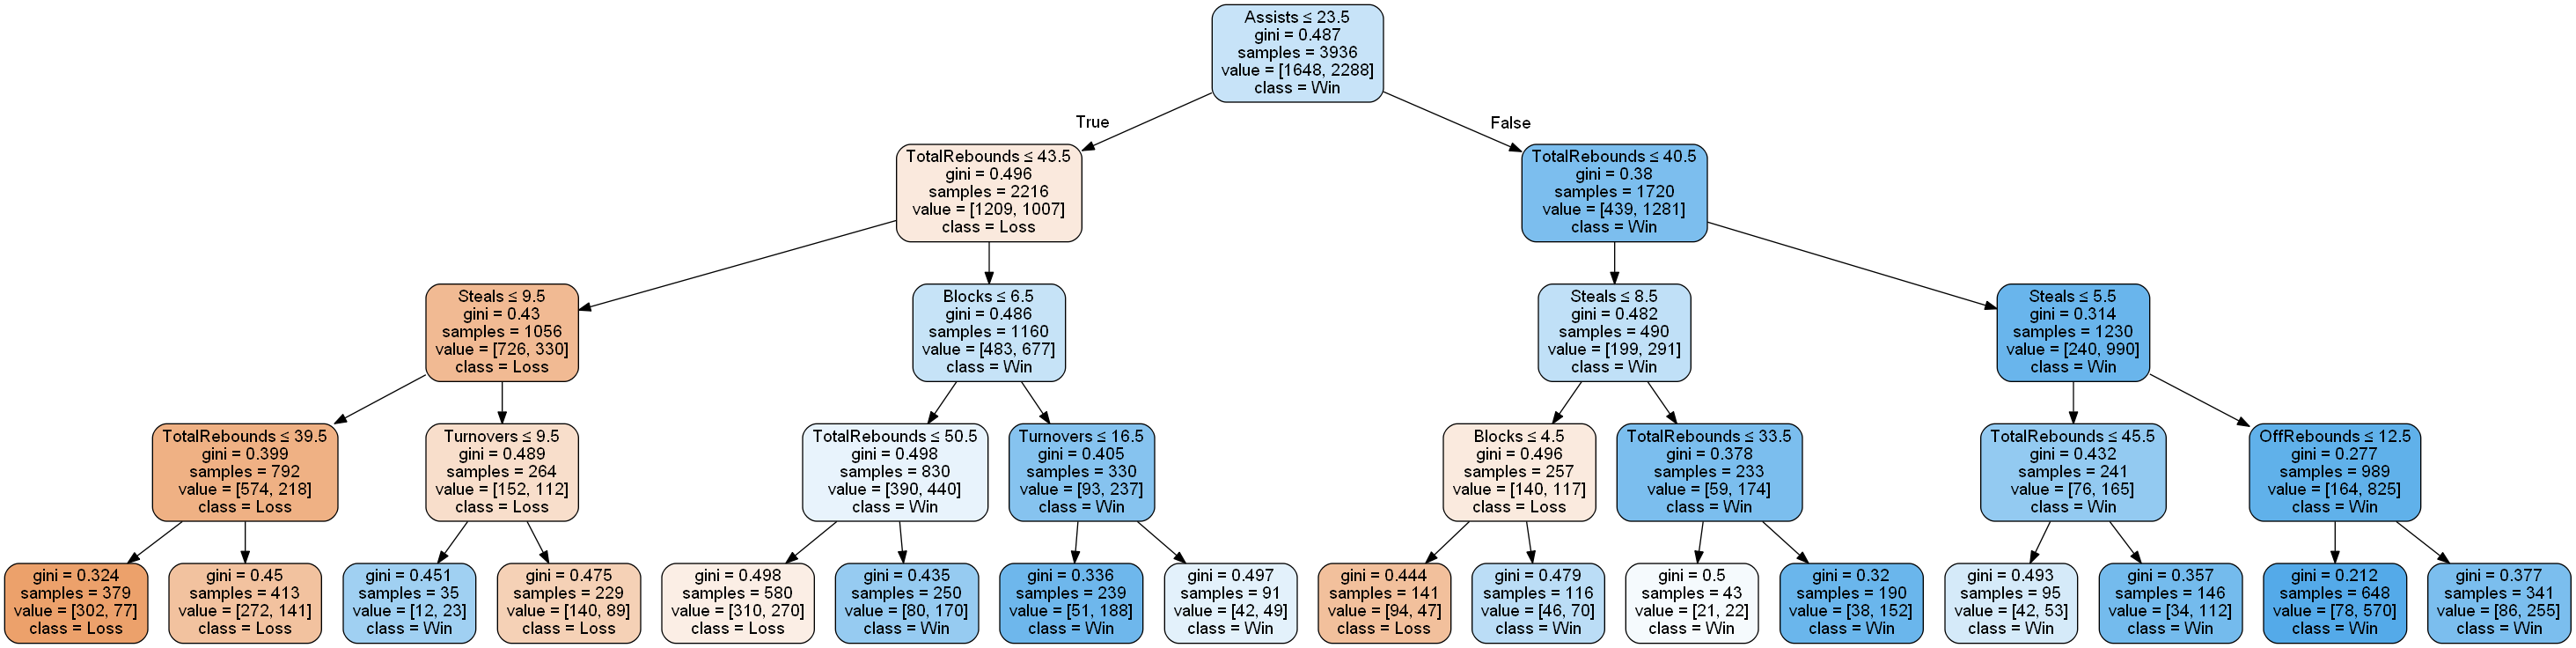 Assists ≤ 23.5
gini = 0.487
samples = 3936
value = [1648, 2288]
class = Win
True
False
TotalRebounds ≤ 43.5
gini = 0.496
samples = 2216
value = [1209, 1007]
class = Loss
TotalRebounds ≤ 40.5
gini = 0.38
samples = 1720
value = [439, 1281]
class = Win
Steals ≤ 9.5
gini = 0.43
samples = 1056
value = [726, 330]
class = Loss
Blocks ≤ 6.5
gini = 0.486
samples = 1160
value = [483, 677]
class = Win
Steals ≤ 8.5
gini = 0.482
samples = 490
value = [199, 291]
class = Win
Steals ≤ 5.5
gini = 0.314
samples = 1230
value = [240, 990]
class = Win
TotalRebounds ≤ 39.5
gini = 0.399
samples = 792
value = [574, 218]
class = Loss
Turnovers ≤ 9.5
gini = 0.489
samples = 264
value = [152, 112]
class = Loss
TotalRebounds ≤ 50.5
gini = 0.498
samples = 830
value = [390, 440]
class = Win
Turnovers ≤ 16.5
gini = 0.405
samples = 330
value = [93, 237]
class = Win
Blocks ≤ 4.5
gini = 0.496
samples = 257
value = [140, 117]
class = Loss
TotalRebounds ≤ 33.5
gini = 0.378
samples = 233
value = [59, 174]
class = Win
TotalRebounds ≤ 45.5
gini = 0.432
samples = 241
value = [76, 165]
class = Win
OffRebounds ≤ 12.5
gini = 0.277
samples = 989
value = [164, 825]
class = Win
gini = 0.324
samples = 379
value = [302, 77]
class = Loss
gini = 0.45
samples = 413
value = [272, 141]
class = Loss
gini = 0.451
samples = 35
value = [12, 23]
class = Win
gini = 0.475
samples = 229
value = [140, 89]
class = Loss
gini = 0.498
samples = 580
value = [310, 270]
class = Loss
gini = 0.435
samples = 250
value = [80, 170]
class = Win
gini = 0.336
samples = 239
value = [51, 188]
class = Win
gini = 0.497
samples = 91
value = [42, 49]
class = Win
gini = 0.444
samples = 141
value = [94, 47]
class = Loss
gini = 0.479
samples = 116
value = [46, 70]
class = Win
gini = 0.5
samples = 43
value = [21, 22]
class = Win
gini = 0.32
samples = 190
value = [38, 152]
class = Win
gini = 0.493
samples = 95
value = [42, 53]
class = Win
gini = 0.357
samples = 146
value = [34, 112]
class = Win
gini = 0.212
samples = 648
value = [78, 570]
class = Win
gini = 0.377
samples = 341
value = [86, 255]
class = Win